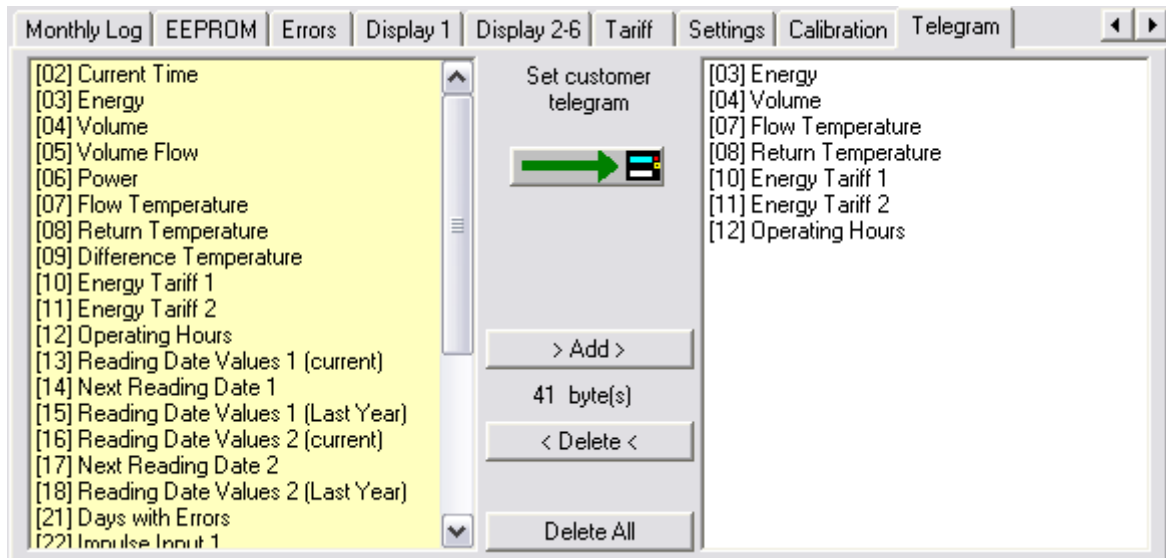 Monthly Log EEPROM Errors Display 1 Display 2-6 Tariff Settings Calibration Telegram
[02] Current Time
[03] Energy
[04] Volume
[05] Volume Flow
[06] Power
[07] Flow Temperature
[08] Return Temperature
[09] Difference Temperature
[10] Energy Tariff 1
[11] Energy Tariff 2
[12] Operating Hours
[13] Reading Date Values 1 (current)
[14] Next Reading Date 1
[15] Reading Date Values 1 (Last Year)
[16] Reading Date Values 2 (current)
[17] Next Reading Date 2
[18] Reading Date Values 2 (Last Year)
[21] Days with Errors
[22] Impulse Input 1
Set customer
telegram
> Add >
41 byte(s)
< Delete <
Delete All
[03] Energy
[04] Volume
[07] Flow Temperature
[08] Return Temperature
[10] Energy Tariff 1
[11] Energy Tariff 2
[12] Operating Hours